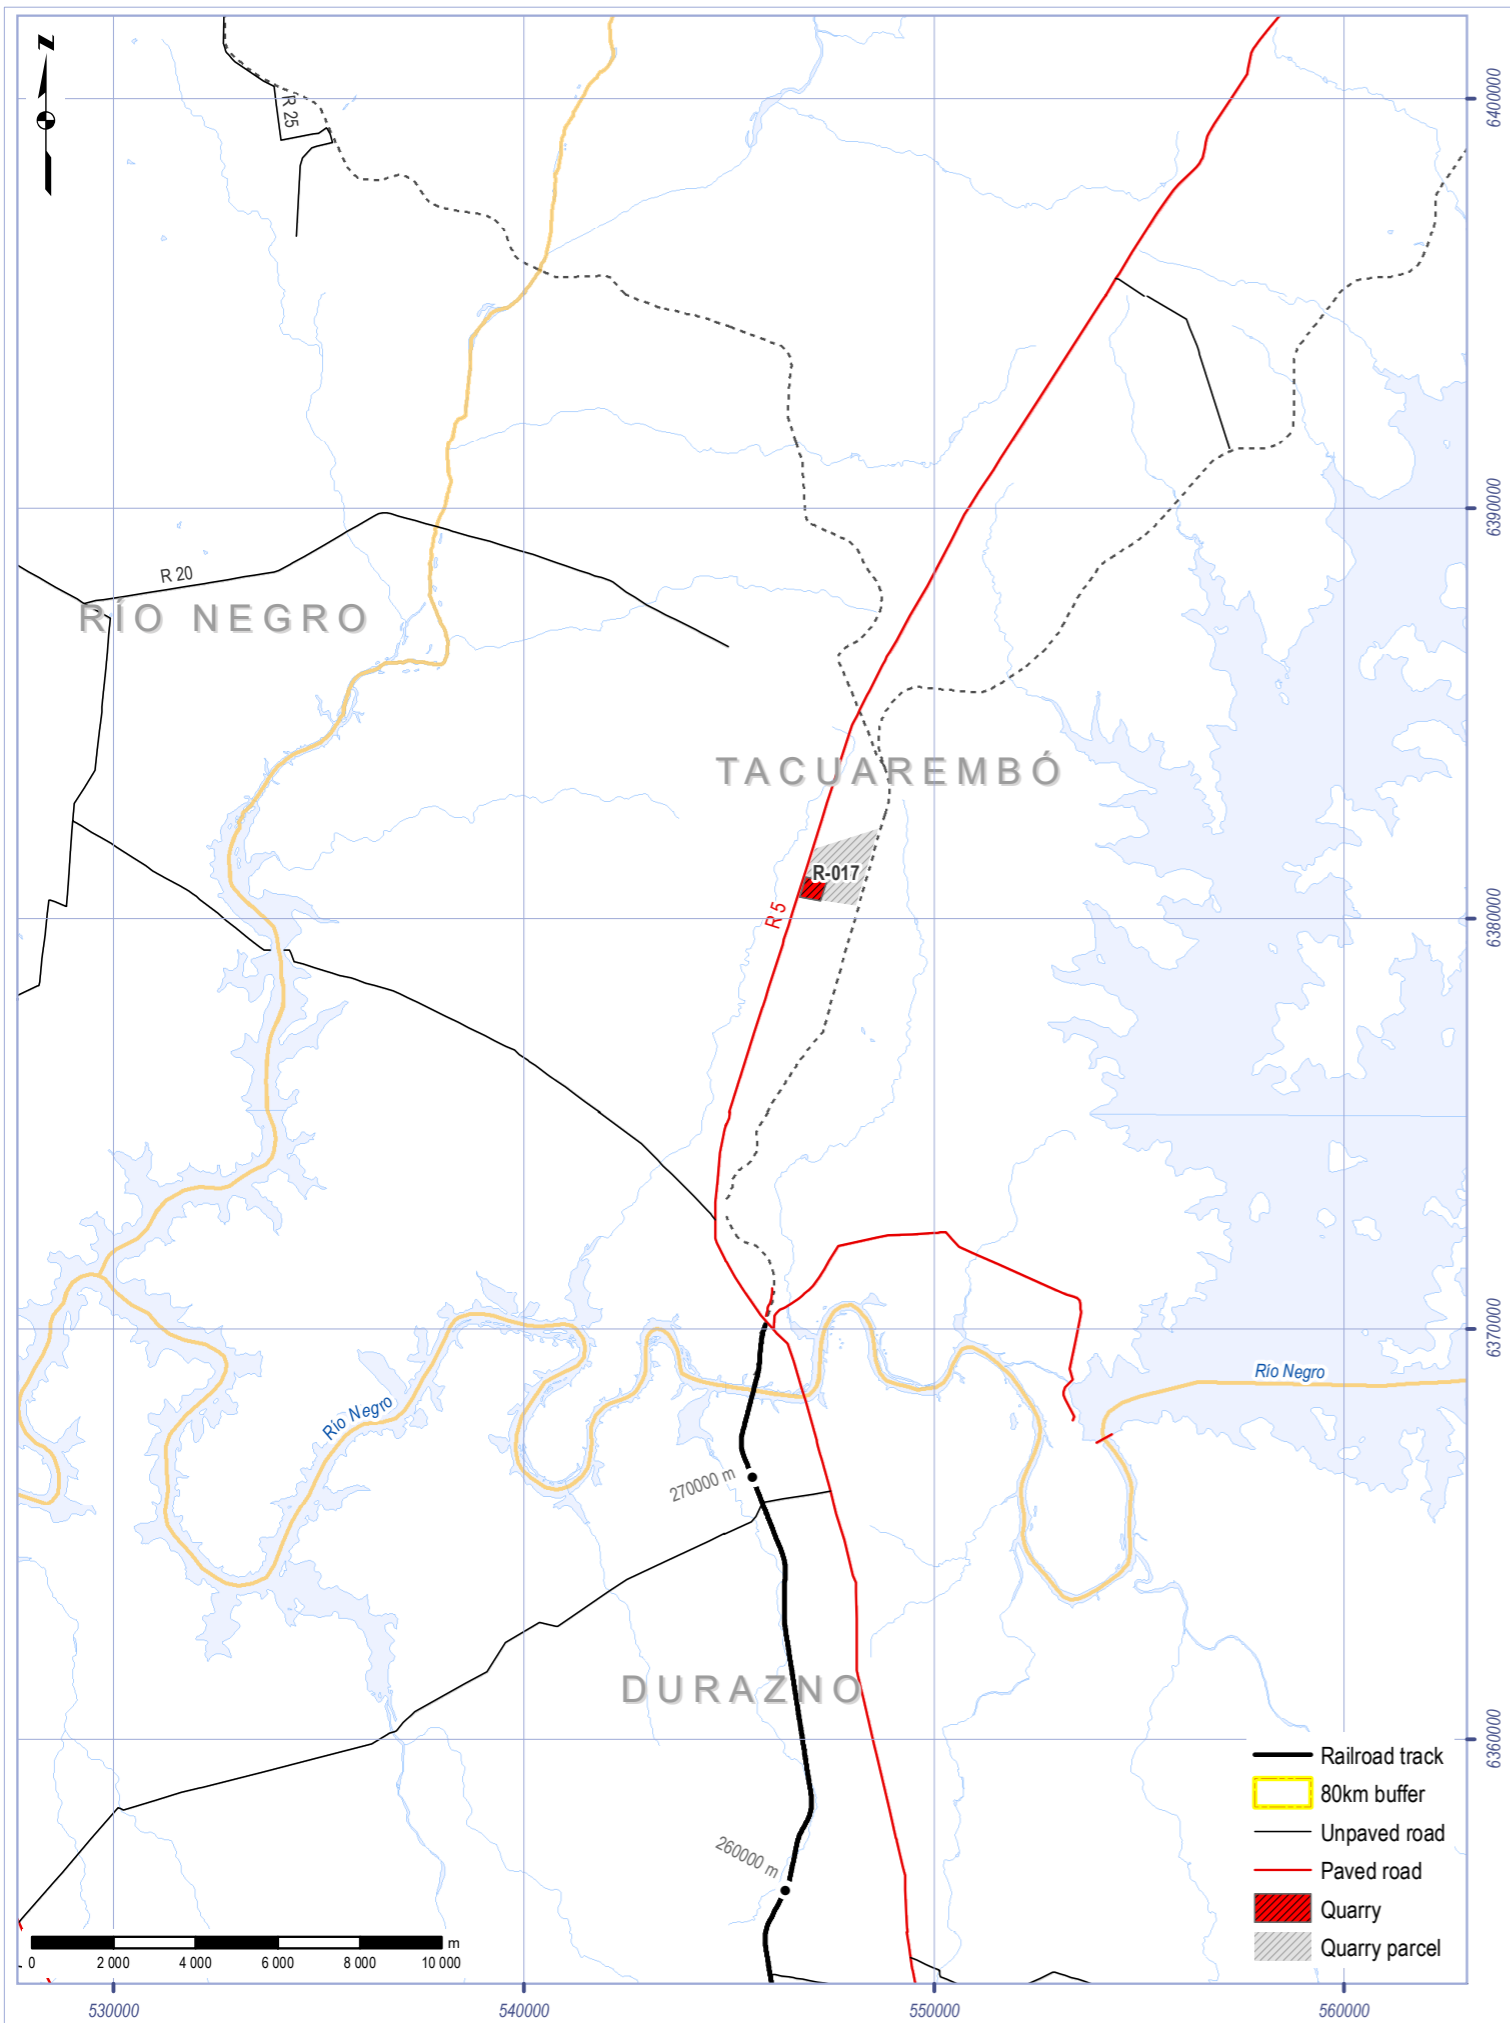 N
R 25
6400000
6390000
R 20
RÍO NEGRO
TACUAREMBÓ
R-017
R 5
6380000
6370000
Rio Negro
Rio Negro
270000 m
DURAZNO
6360000
260000 m
Railroad track
80km buffer
Unpaved road
Paved road
Quarry
Quarry parcel
m
0 2 000 4 000 6 000 8 000 10 000
530000 540000 550000 560000